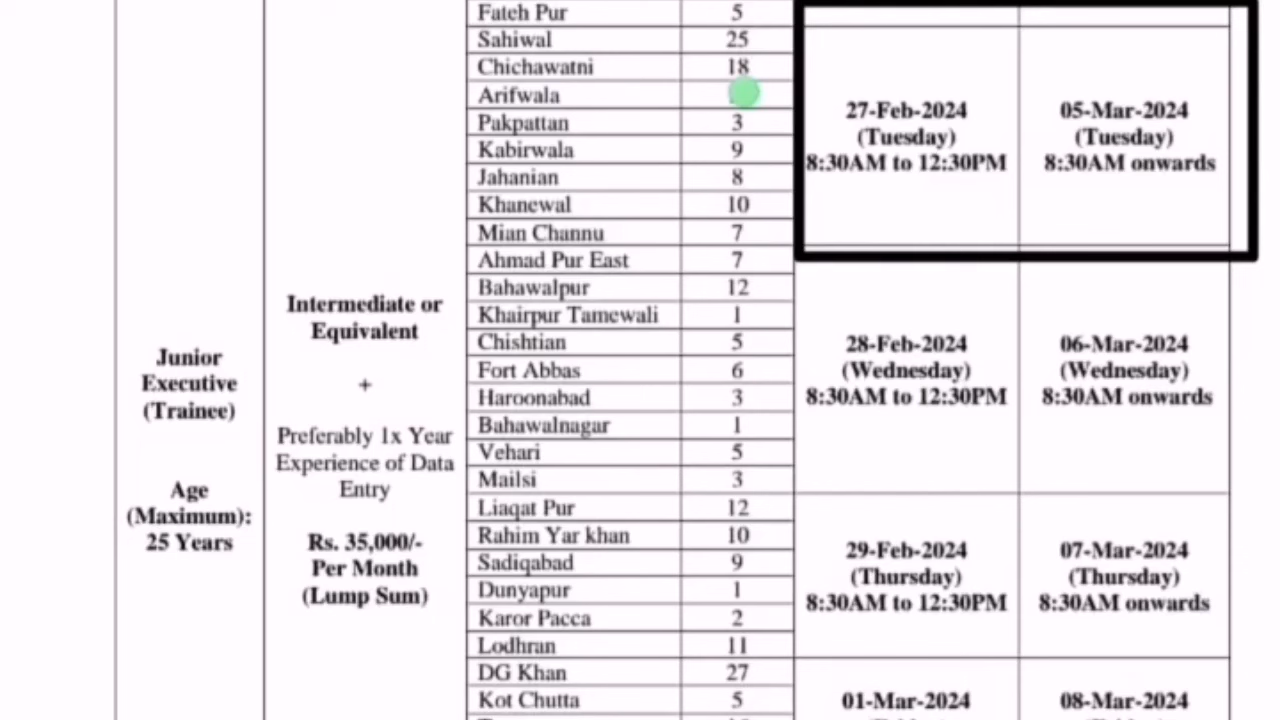 Junior
Executive
(Trainee)
Age
(Maximum):
25 Years
Intermediate or
Equivalent
+
Preferably 1x Year
Experience of Data
Entry
Rs. 35,000/-
Per Month
(Lump Sum)
Fateh Pur 5
Sahiwal 25
Chichawatni 18
Arifwala
Pakpattan 3
Kabirwala 9
Jahanian 8
Khanewal 10
Mian Channu 7
27-Feb-2024
(Tuesday)
8:30AM to 12:30PM
05-Mar-2024
(Tuesday)
8:30AM onwards
Ahmad Pur East 7
Bahawalpur 12
Khairpur Tamewali 1
Chishtian 5
Fort Abbas 6
Haroonabad 3
Bahawalnagar 1
Vehari 5
Mailsi 3
28-Feb-2024
(Wednesday)
8:30AM to 12:30PM
06-Mar-2024
(Wednesday)
8:30AM onwards
Liaqat Pur 12
Rahim Yar khan 10
Sadiqabad 9
Dunyapur 1
Karor Pacca 2
Lodhran 11
29-Feb-2024
(Thursday)
8:30AM to 12:30PM
07-Mar-2024
(Thursday)
8:30AM onwards
DG Khan 27
Kot Chutta 5
01-Mar-2024
08-Mar-2024